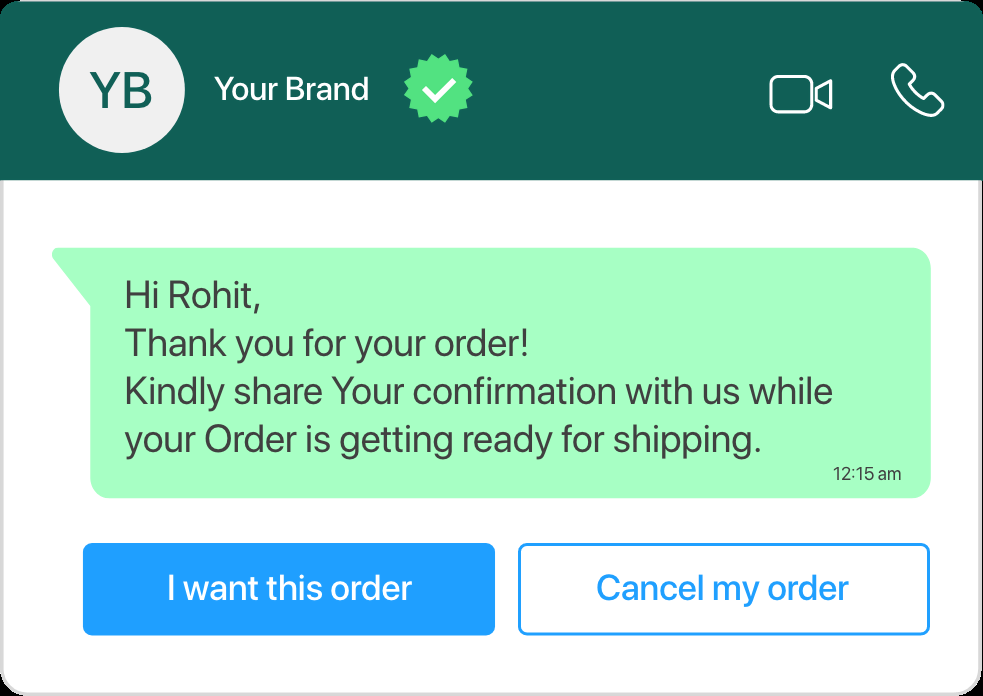 YB
Your Brand
Hi Rohit,
Thank you for your order!
Kindly share Your confirmation with us while
your Order is getting ready for shipping.
12:15 am
I want this order
Cancel my order